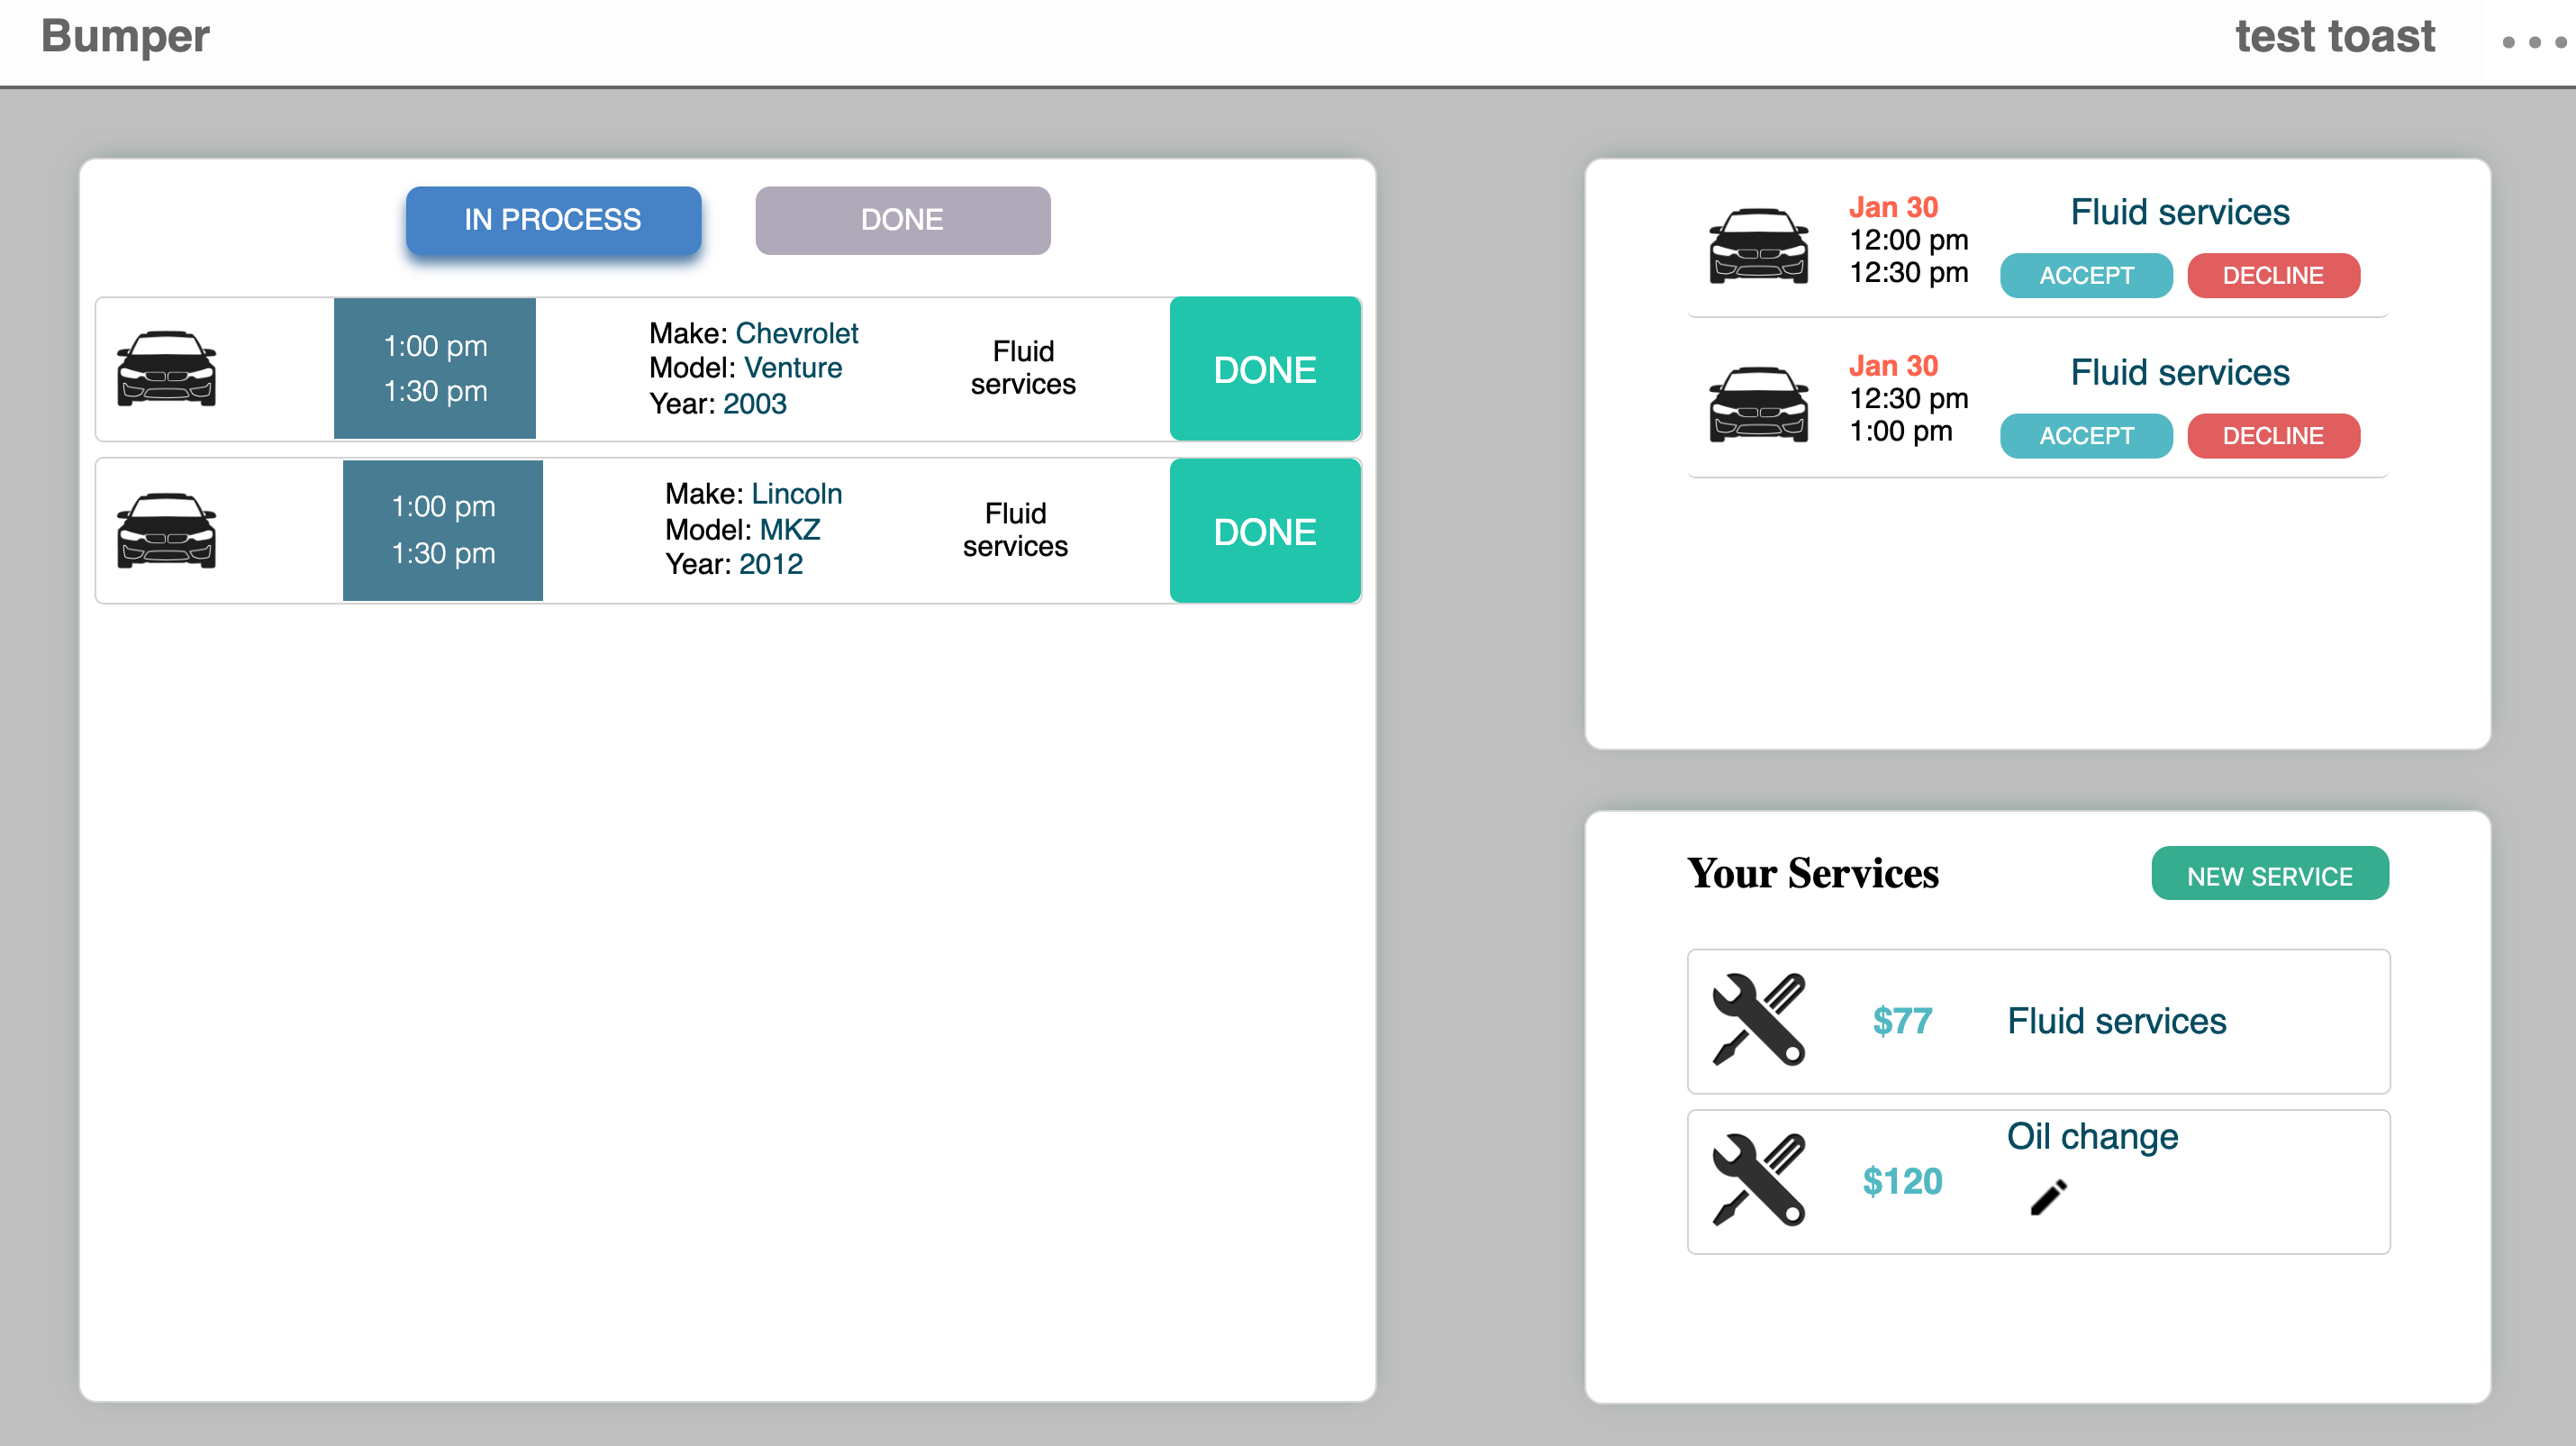 Bumper
test toast
IN PROCESS
DONE
1:00 pm
1:30 pm
Make: Chevrolet
Model: Venture
Year: 2003
Fluid
services
DONE
1:00 pm
1:30 pm
Make: Lincoln
Model: MKZ
Year: 2012
Fluid
services
DONE
Jan 30
12:00 pm
12:30 pm
Fluid services
ACCEPT
DECLINE
Jan 30
12:30 pm
1:00 pm
Fluid services
ACCEPT
DECLINE
Your Services
NEW SERVICE
$77
Fluid services
$120
Oil change